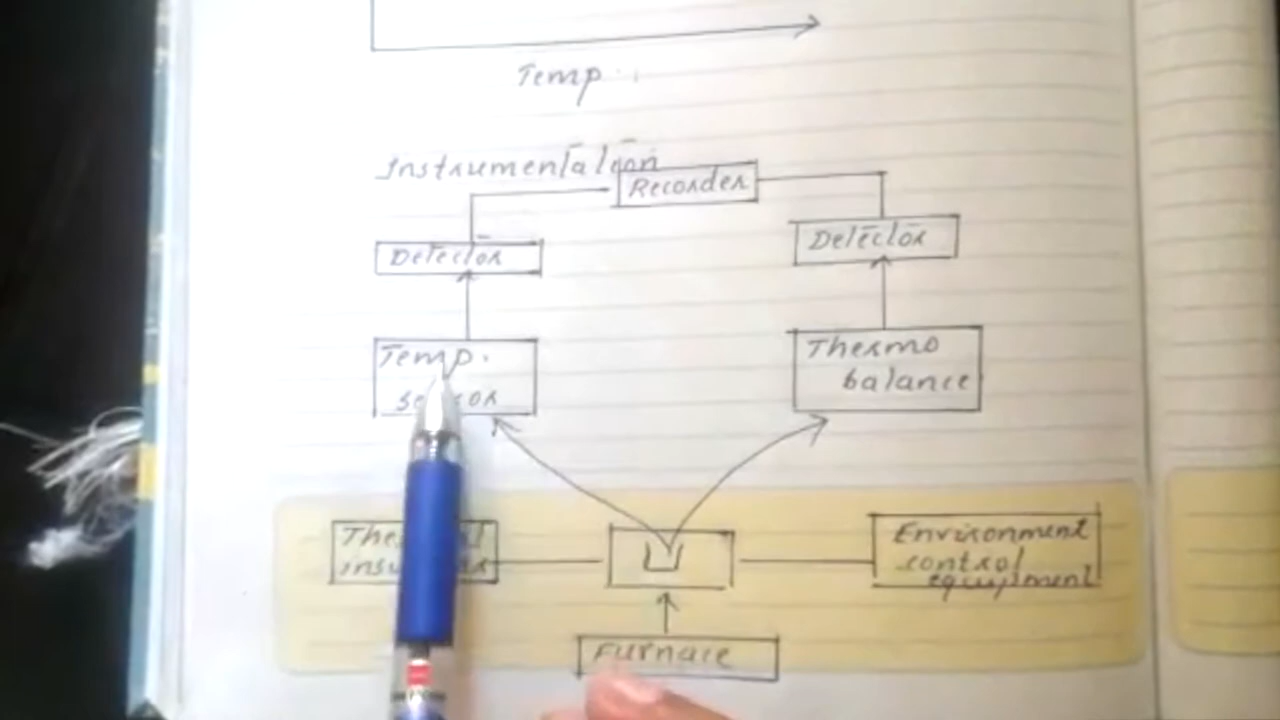 Temp.
Instrumentation
Recorder
Detector
Detector
Temp.
Thermo
balance
Environment
control
equipment
Furnace